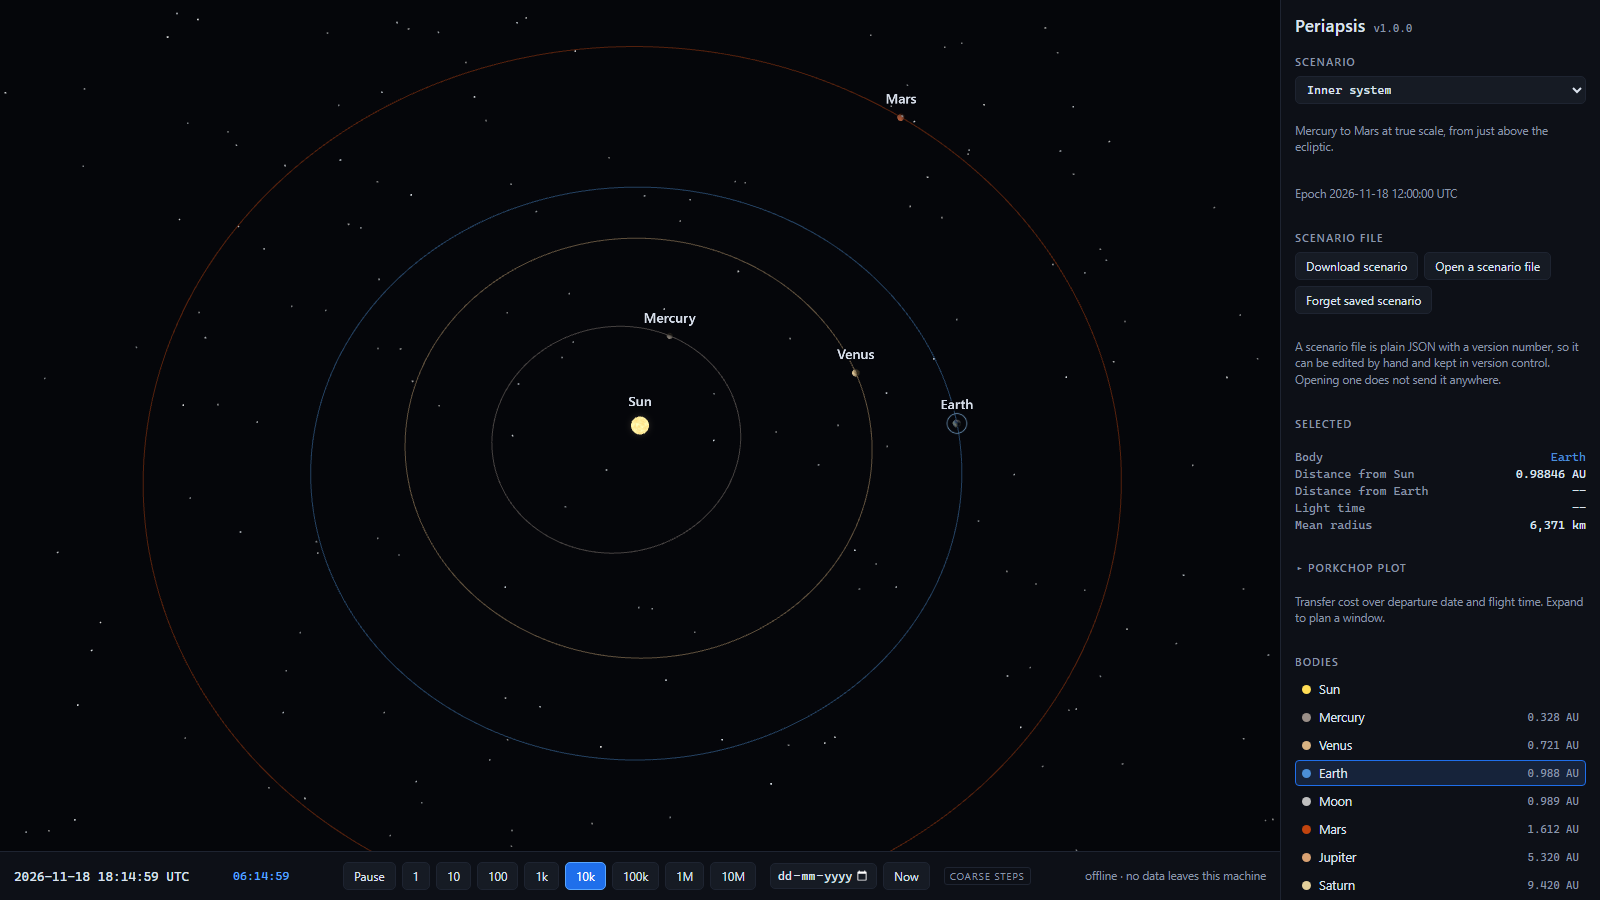 Mars
Mercury
Venus
Sun
Earth
Periapsis v1.0.0
SCENARIO
Inner system
Mercury to Mars at true scale, from just above the
ecliptic.
Epoch 2026-11-18 12:00:00 UTC
SCENARIO FILE
Download scenario Open a scenario file
Forget saved scenario
A scenario file is plain JSON with a version number, so it
can be edited by hand and kept in version control.
Opening one does not send it anywhere.
SELECTED
Body Earth
Distance from Sun 0.98846 AU
Distance from Earth —
Light time —
Mean radius 6,371 km
PORKCHOP PLOT
Transfer cost over departure date and flight time. Expand
to plan a window.
BODIES
Sun
Mercury 0.328 AU
Venus 0.721 AU
Earth 0.988 AU
Moon 0.989 AU
Mars 1.612 AU
Jupiter 5.320 AU
Saturn 9.420 AU
2026-11-18 18:14:59 UTC 06:14:59 Pause 1 10 100 1k 10k 100k 1M 10M dd-mm-yyyy Now COARSE STEPS offline · no data leaves this machine